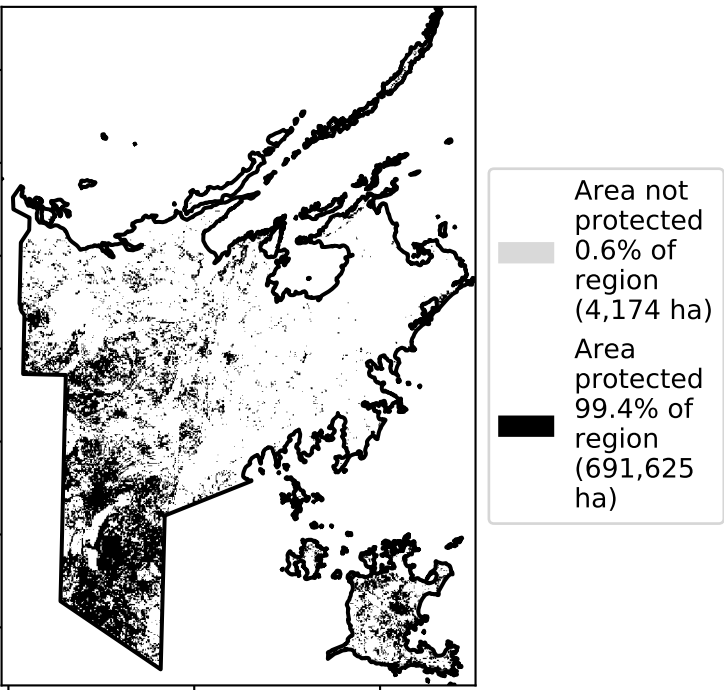 Area not
protected
0.6% of
region
(4,174 ha)
Area
protected
99.4% of
region
(691,625
ha)